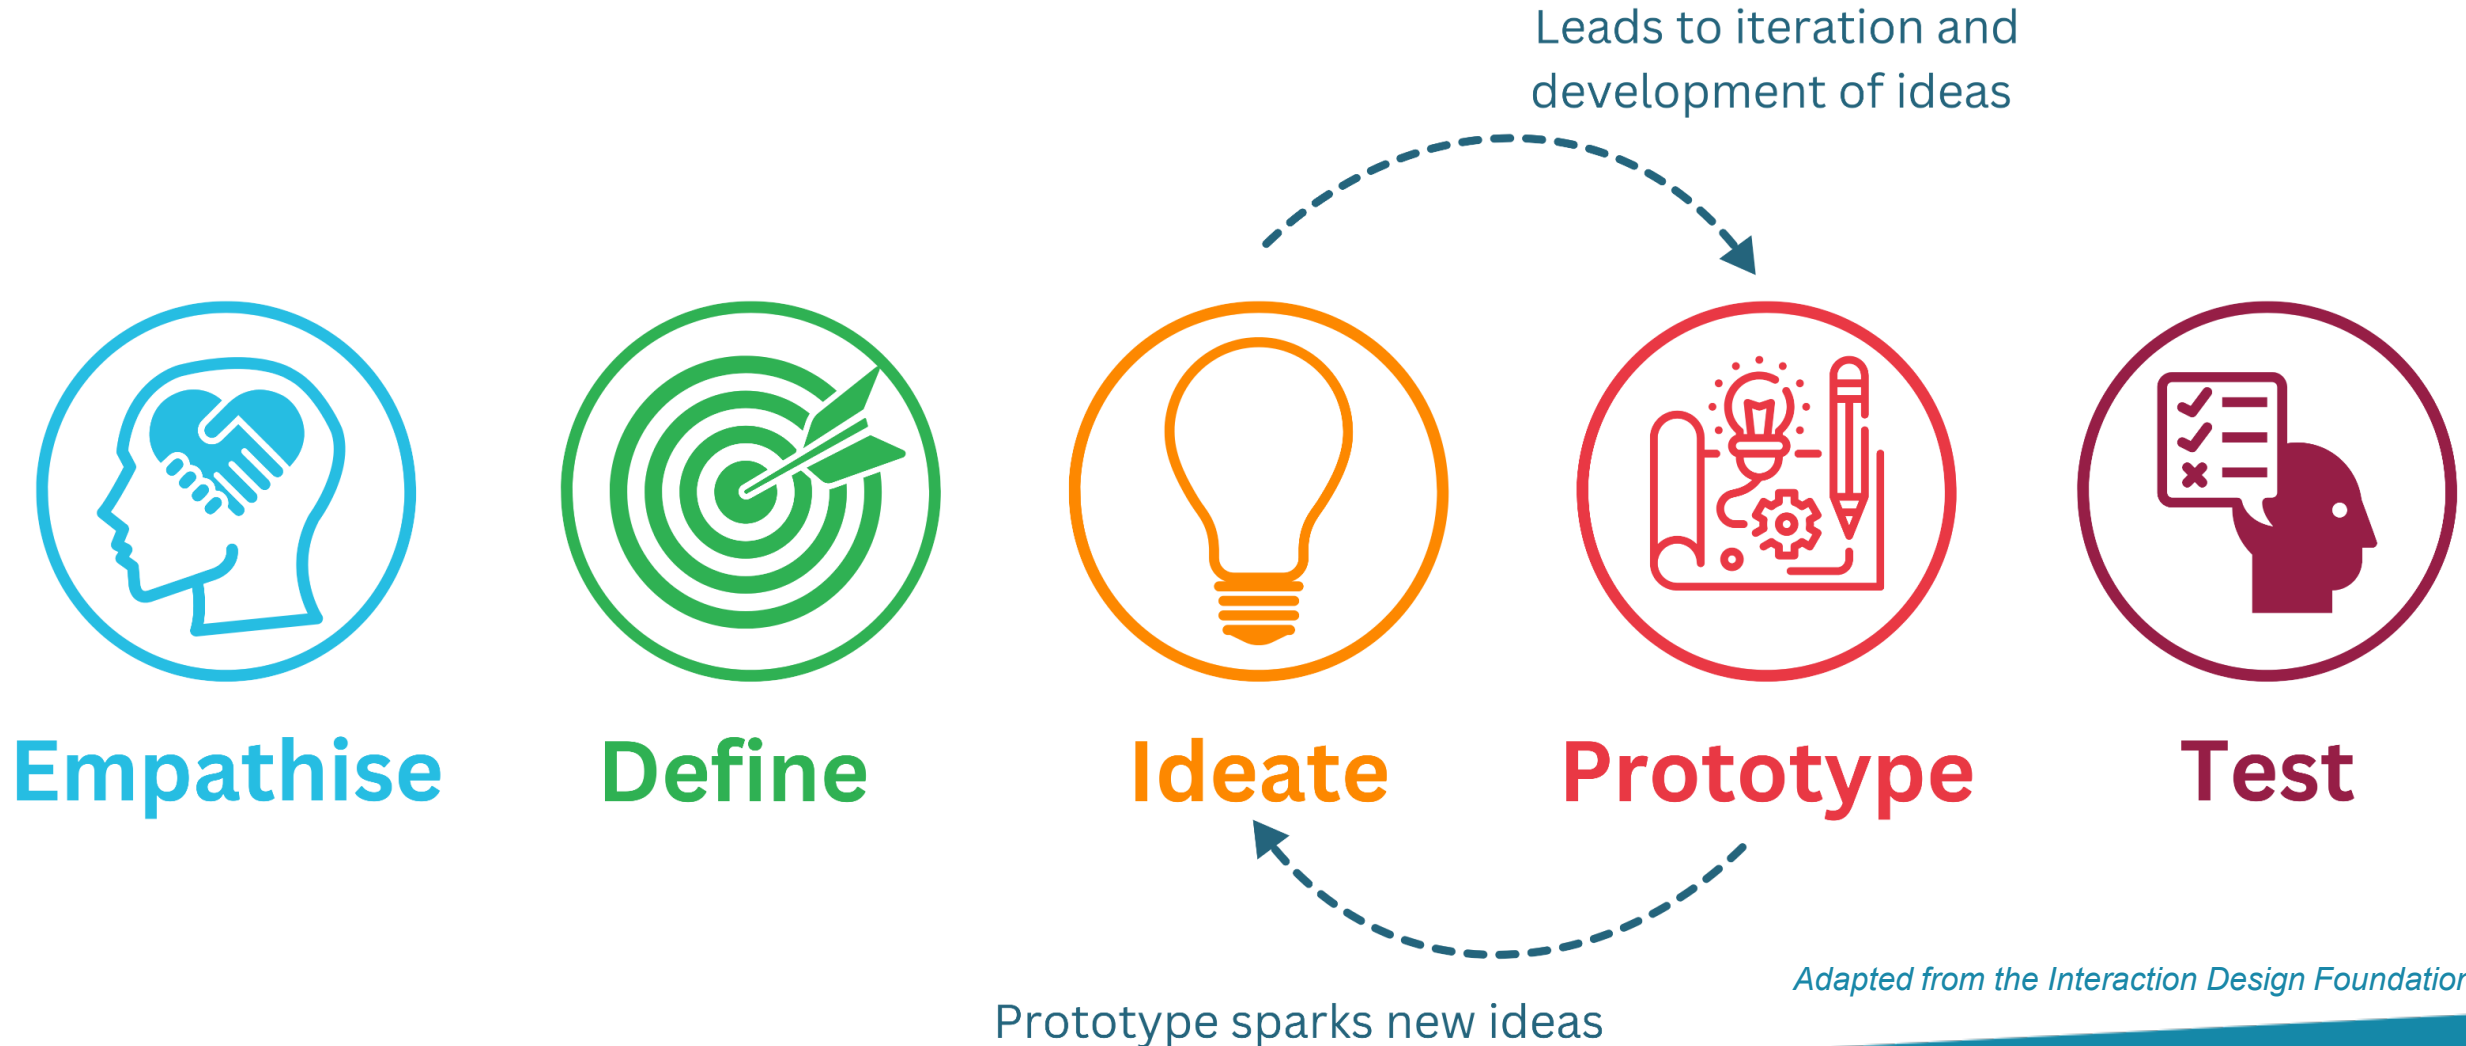 Leads to iteration and
development of ideas
Empathise
Define
Ideate
Prototype
Test
Prototype sparks new ideas
Adapted from the Interaction Design Foundation